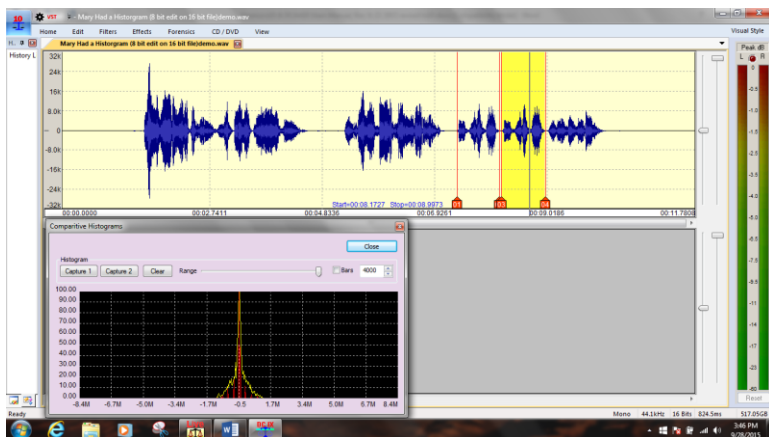 VST
Mary Had a Historgram (8 bit edit on 16 bit file)demo.wav
Home Edit Filters Effects Forensics CD / DVD View
Visual Style
Mary Had a Historgram (8 bit edit on 16 bit file)demo.wav
History L
Peak dB
L R
32k
24k
16k
8.0k
0
-8.0k
-16k
-24k
-32k
Start=00:08.1727 Stop=00:08.9973
00:00.0000 00:02.7411 00:04.8336 00:06.9261 00:09.0186
Comparitive Histograms
Close
Histogram
Capture 1 Capture 2 Clear Range Bars 4000
100.00
90.00
80.00
70.00
60.00
50.00
40.00
30.00
20.00
10.00
0.00
-8.4M -6.7M -5.0M -3.4M -1.7M -0.5 1.7M 3.4M 5.0M 6.7M 8.4M
Reset
Ready
Mono 44.1kHz 16 Bits 824.5ms 517.05GB
3:46 PM
9/28/2015